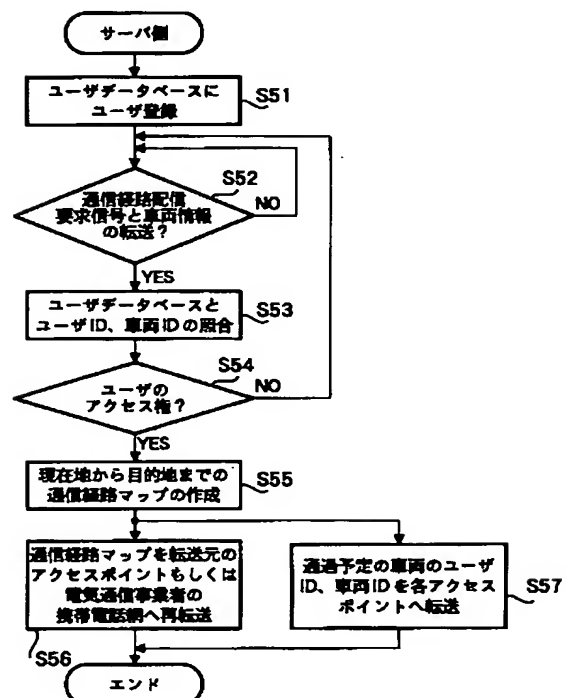 サーバ側
ユーザデータベースに
ユーザ登録
S51
S52
通信経路配信
要求信号と車両情報
の転送？
NO
YES
ユーザデータベースと
ユーザID、車両IDの照合
S53
S54
ユーザの
アクセス権？
NO
YES
現在地から目的地までの
通信経路マップの作成
S55
通信経路マップを転送元の
アクセスポイントもしくは
電気通信事業者の
携帯電話網へ再転送
S56
通過予定の車両のユーザ
ID、車両IDを各アクセス
ポイントへ転送
S57
エンド